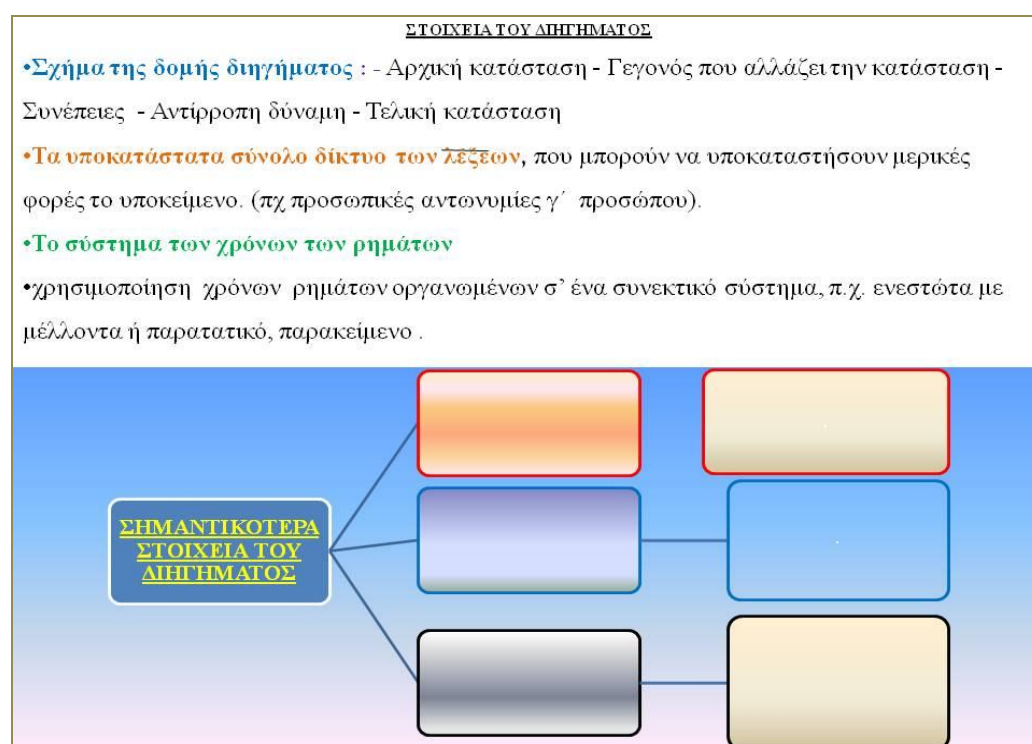 ΣΤΟΙΧΕΙΑ ΤΟΥ ΔΙΗΓΗΜΑΤΟΣ
•Σχήμα της δομής διηγήματος : - Αρχική κατάσταση - Γεγονός που αλλάζει την κατάσταση -
Συνέπειες - Αντίρροπη δύναμη - Τελική κατάσταση
•Τα υποκατάστατα σύνολο δίκτυο των λέξεων, που μπορούν να υποκαταστήσουν μερικές
φορές το υποκείμενο. (πχ προσωπικές αντωνυμίες γ΄ προσώπου).
•Το σύστημα των χρόνων των ρημάτων
•χρησιμοποίηση χρόνων ρημάτων οργανωμένων σ’ ένα συνεκτικό σύστημα, π.χ. ενεστώτα με
μέλλοντα ή παρατατικό, παρακείμενο .
ΣΗΜΑΝΤΙΚΟΤΕΡΑ
ΣΤΟΙΧΕΙΑ ΤΟΥ
ΔΙΗΓΗΜΑΤΟΣ